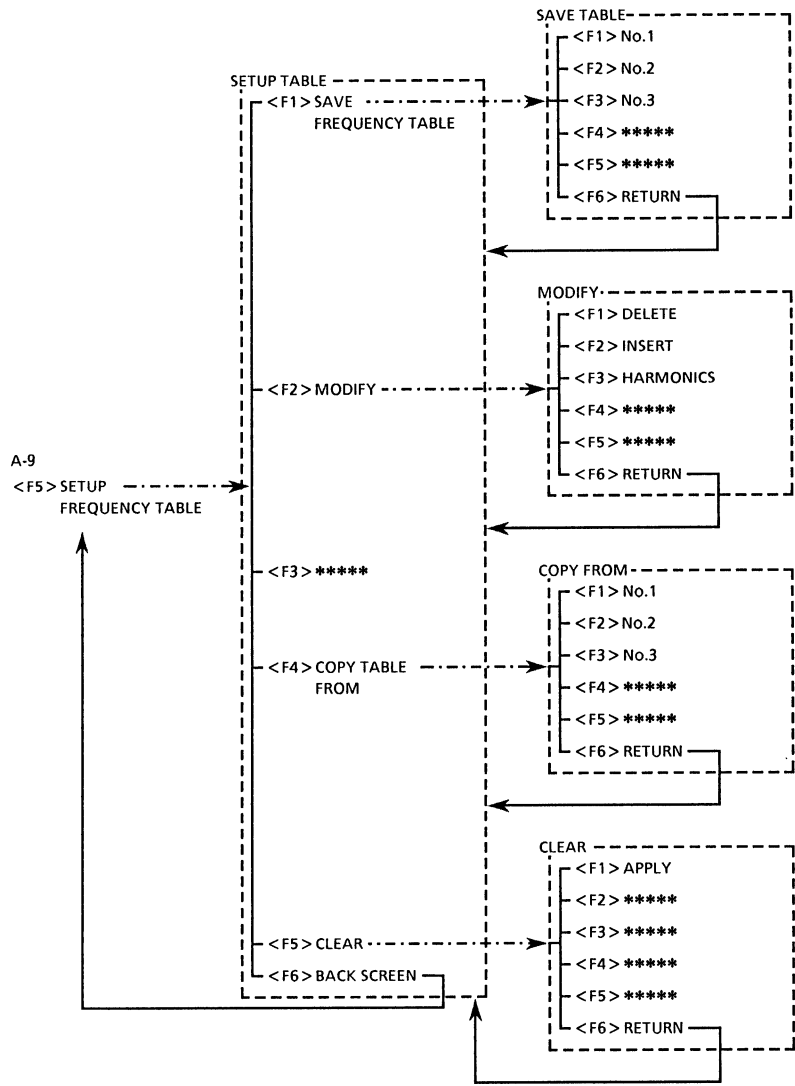 A-9
<F5> SETUP
FREQUENCY TABLE
SETUP TABLE
<F1> SAVE
FREQUENCY TABLE
<F2> MODIFY
<F3> *****
<F4> COPY TABLE
FROM
<F5> CLEAR
<F6> BACK SCREEN
SAVE TABLE
<F1> No.1
<F2> No.2
<F3> No.3
<F4> *****
<F5> *****
<F6> RETURN
MODIFY
<F1> DELETE
<F2> INSERT
<F3> HARMONICS
<F4> *****
<F5> *****
<F6> RETURN
COPY FROM
<F1> No.1
<F2> No.2
<F3> No.3
<F4> *****
<F5> *****
<F6> RETURN
CLEAR
<F1> APPLY
<F2> *****
<F3> *****
<F4> *****
<F5> *****
<F6> RETURN